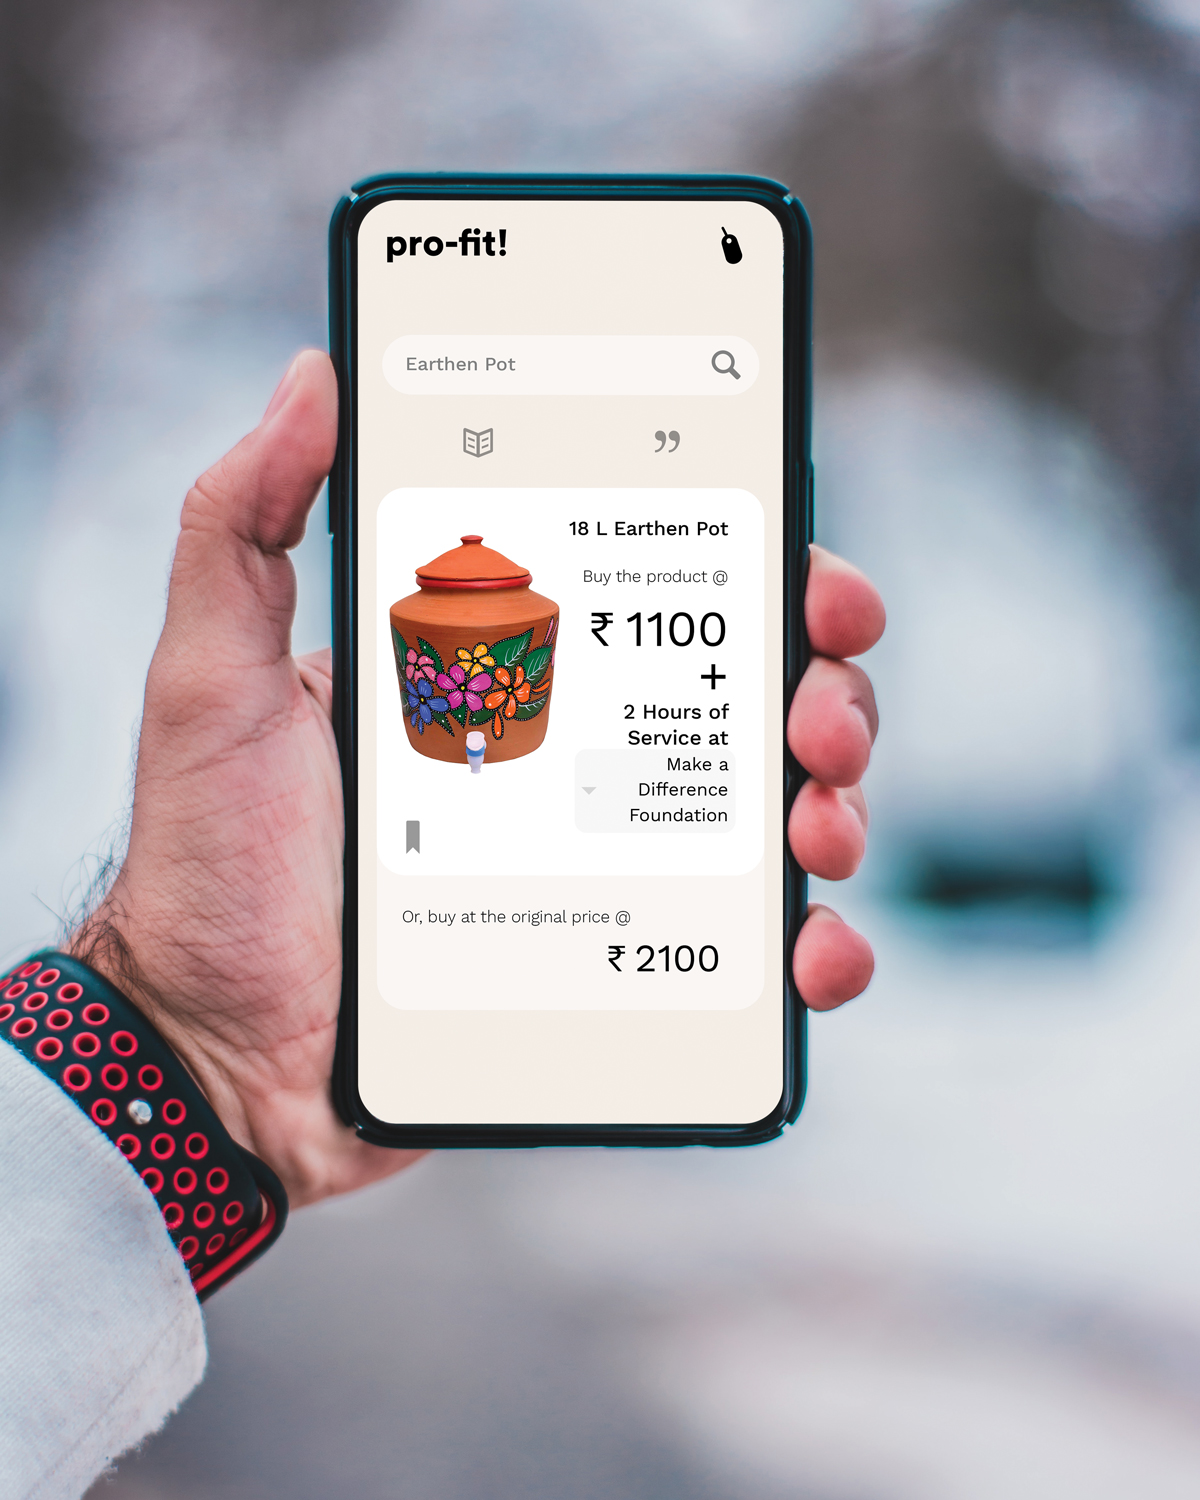 pro-fit!
Earthen Pot
18 L Earthen Pot
Buy the product @
₹ 1100
+
2 Hours of
Service at
Make a
Difference
Foundation
Or, buy at the original price @
₹ 2100